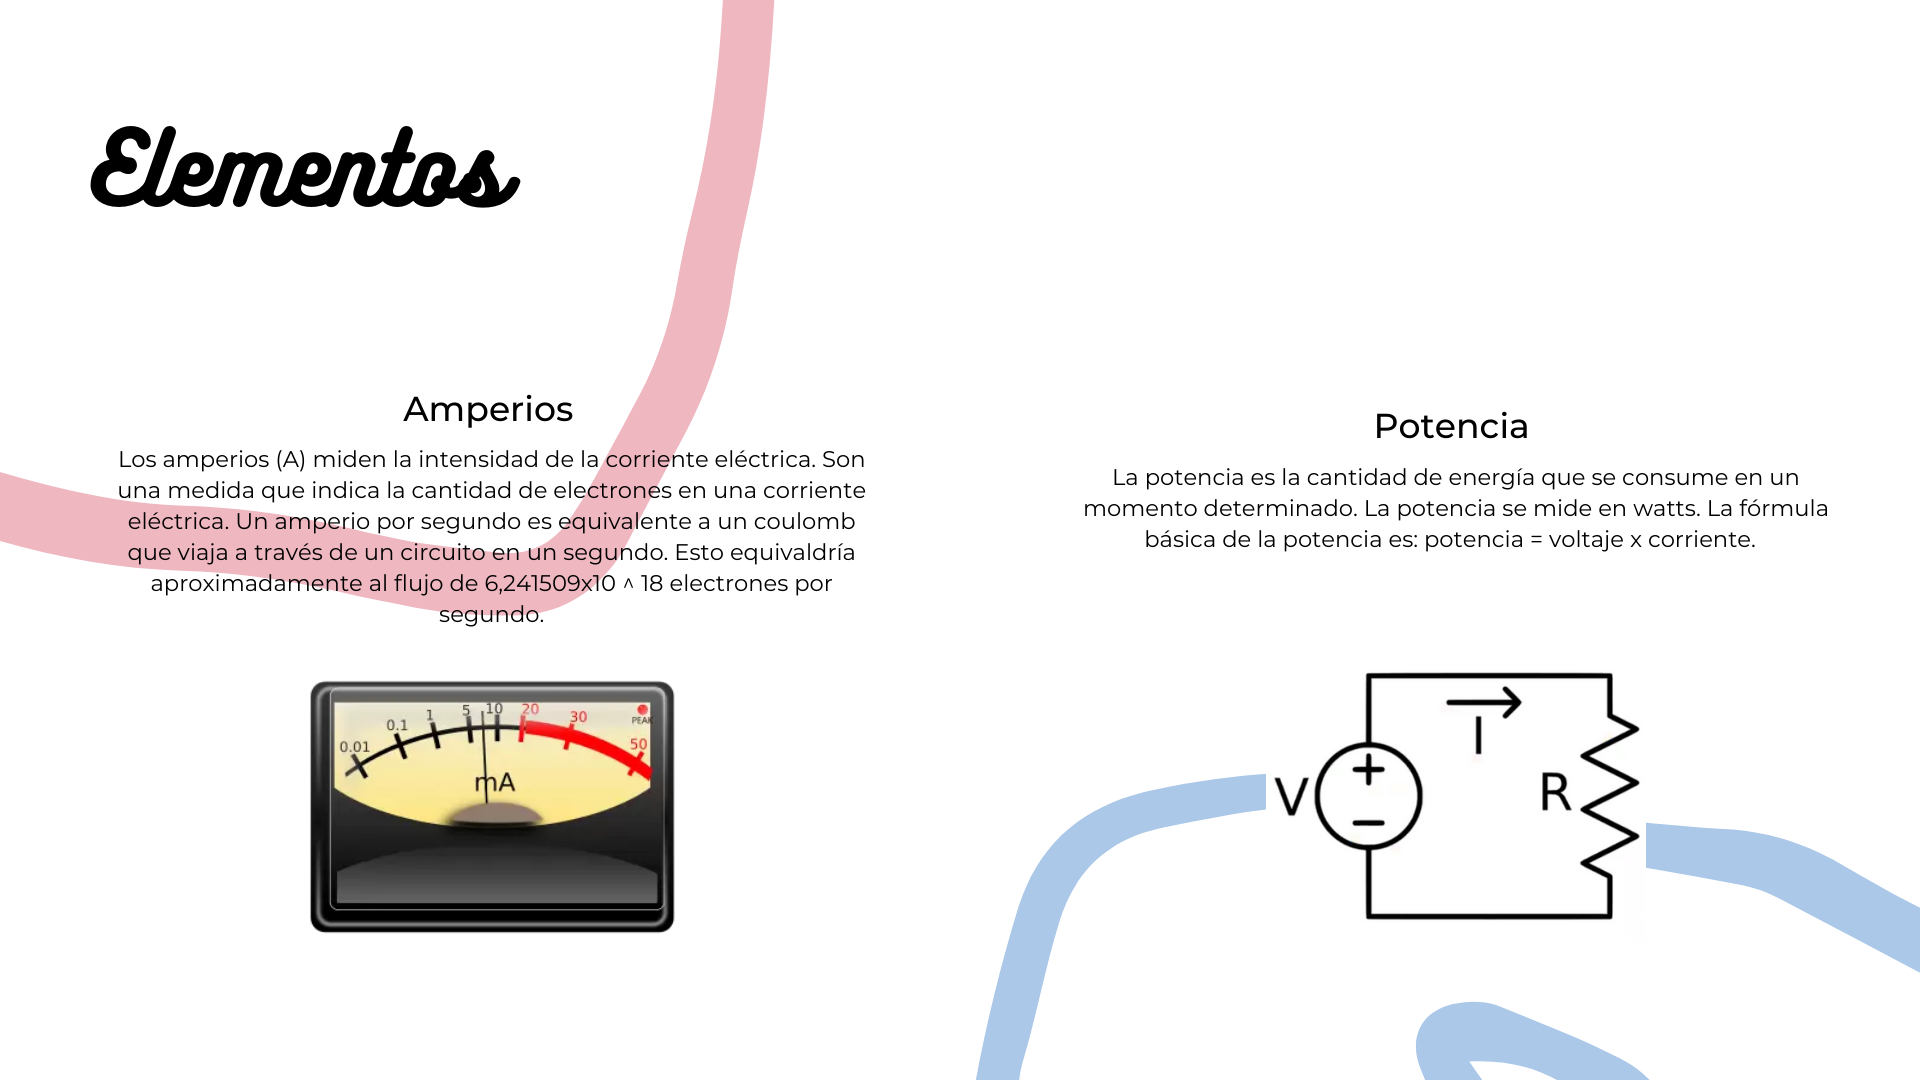 Elementos
Amperios
Los amperios (A) miden la intensidad de la corriente eléctrica. Son
una medida que indica la cantidad de electrones en una corriente
eléctrica. Un amperio por segundo es equivalente a un coulomb
que viaja a través de un circuito en un segundo. Esto equivaldría
aproximadamente al flujo de 6,241509x10 ^ 18 electrones por
segundo.
0.01 0.1 1 5 10 20 30 50
PEAK
mA
Potencia
La potencia es la cantidad de energía que se consume en un
momento determinado. La potencia se mide en watts. La fórmula
básica de la potencia es: potencia = voltaje x corriente.
I
V
+
−
R